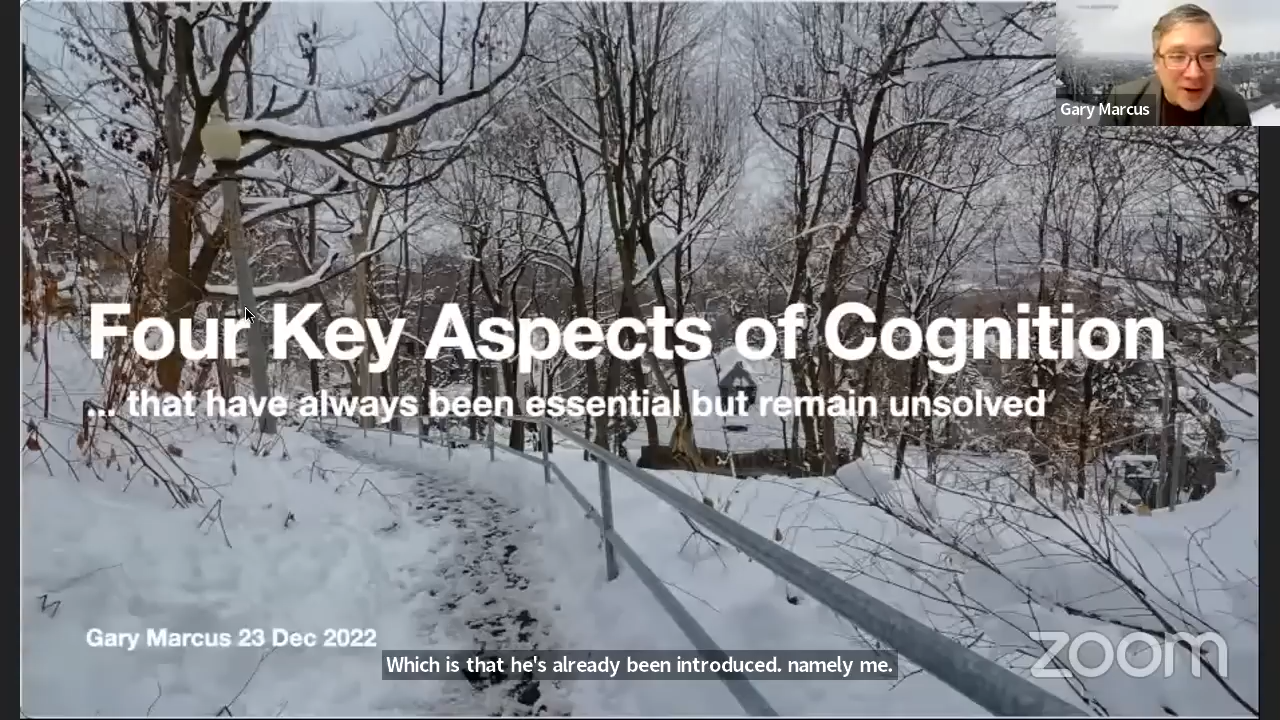 Gary Marcus
Four Key Aspects of Cognition
... that have always been essential but remain unsolved
Gary Marcus 23 Dec 2022
Which is that he's already been introduced. namely me.
zoom